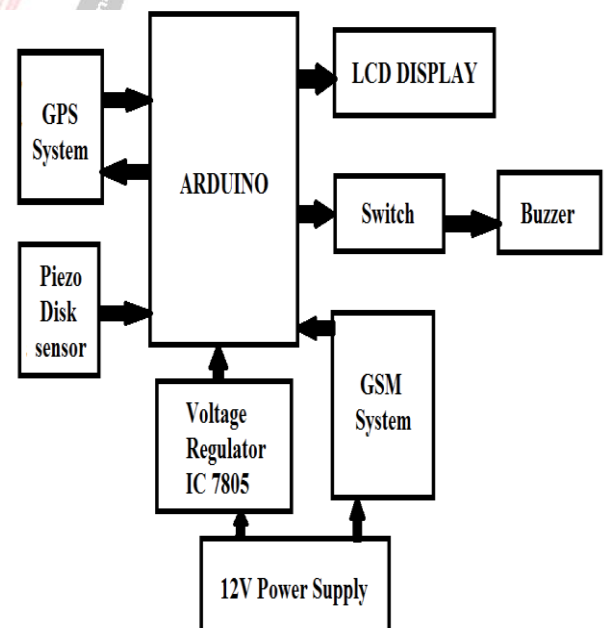 LCD DISPLAY
GPS
System
ARDUINO
Switch
Buzzer
Piezo
Disk
sensor
GSM
System
Voltage
Regulator
IC 7805
12V Power Supply